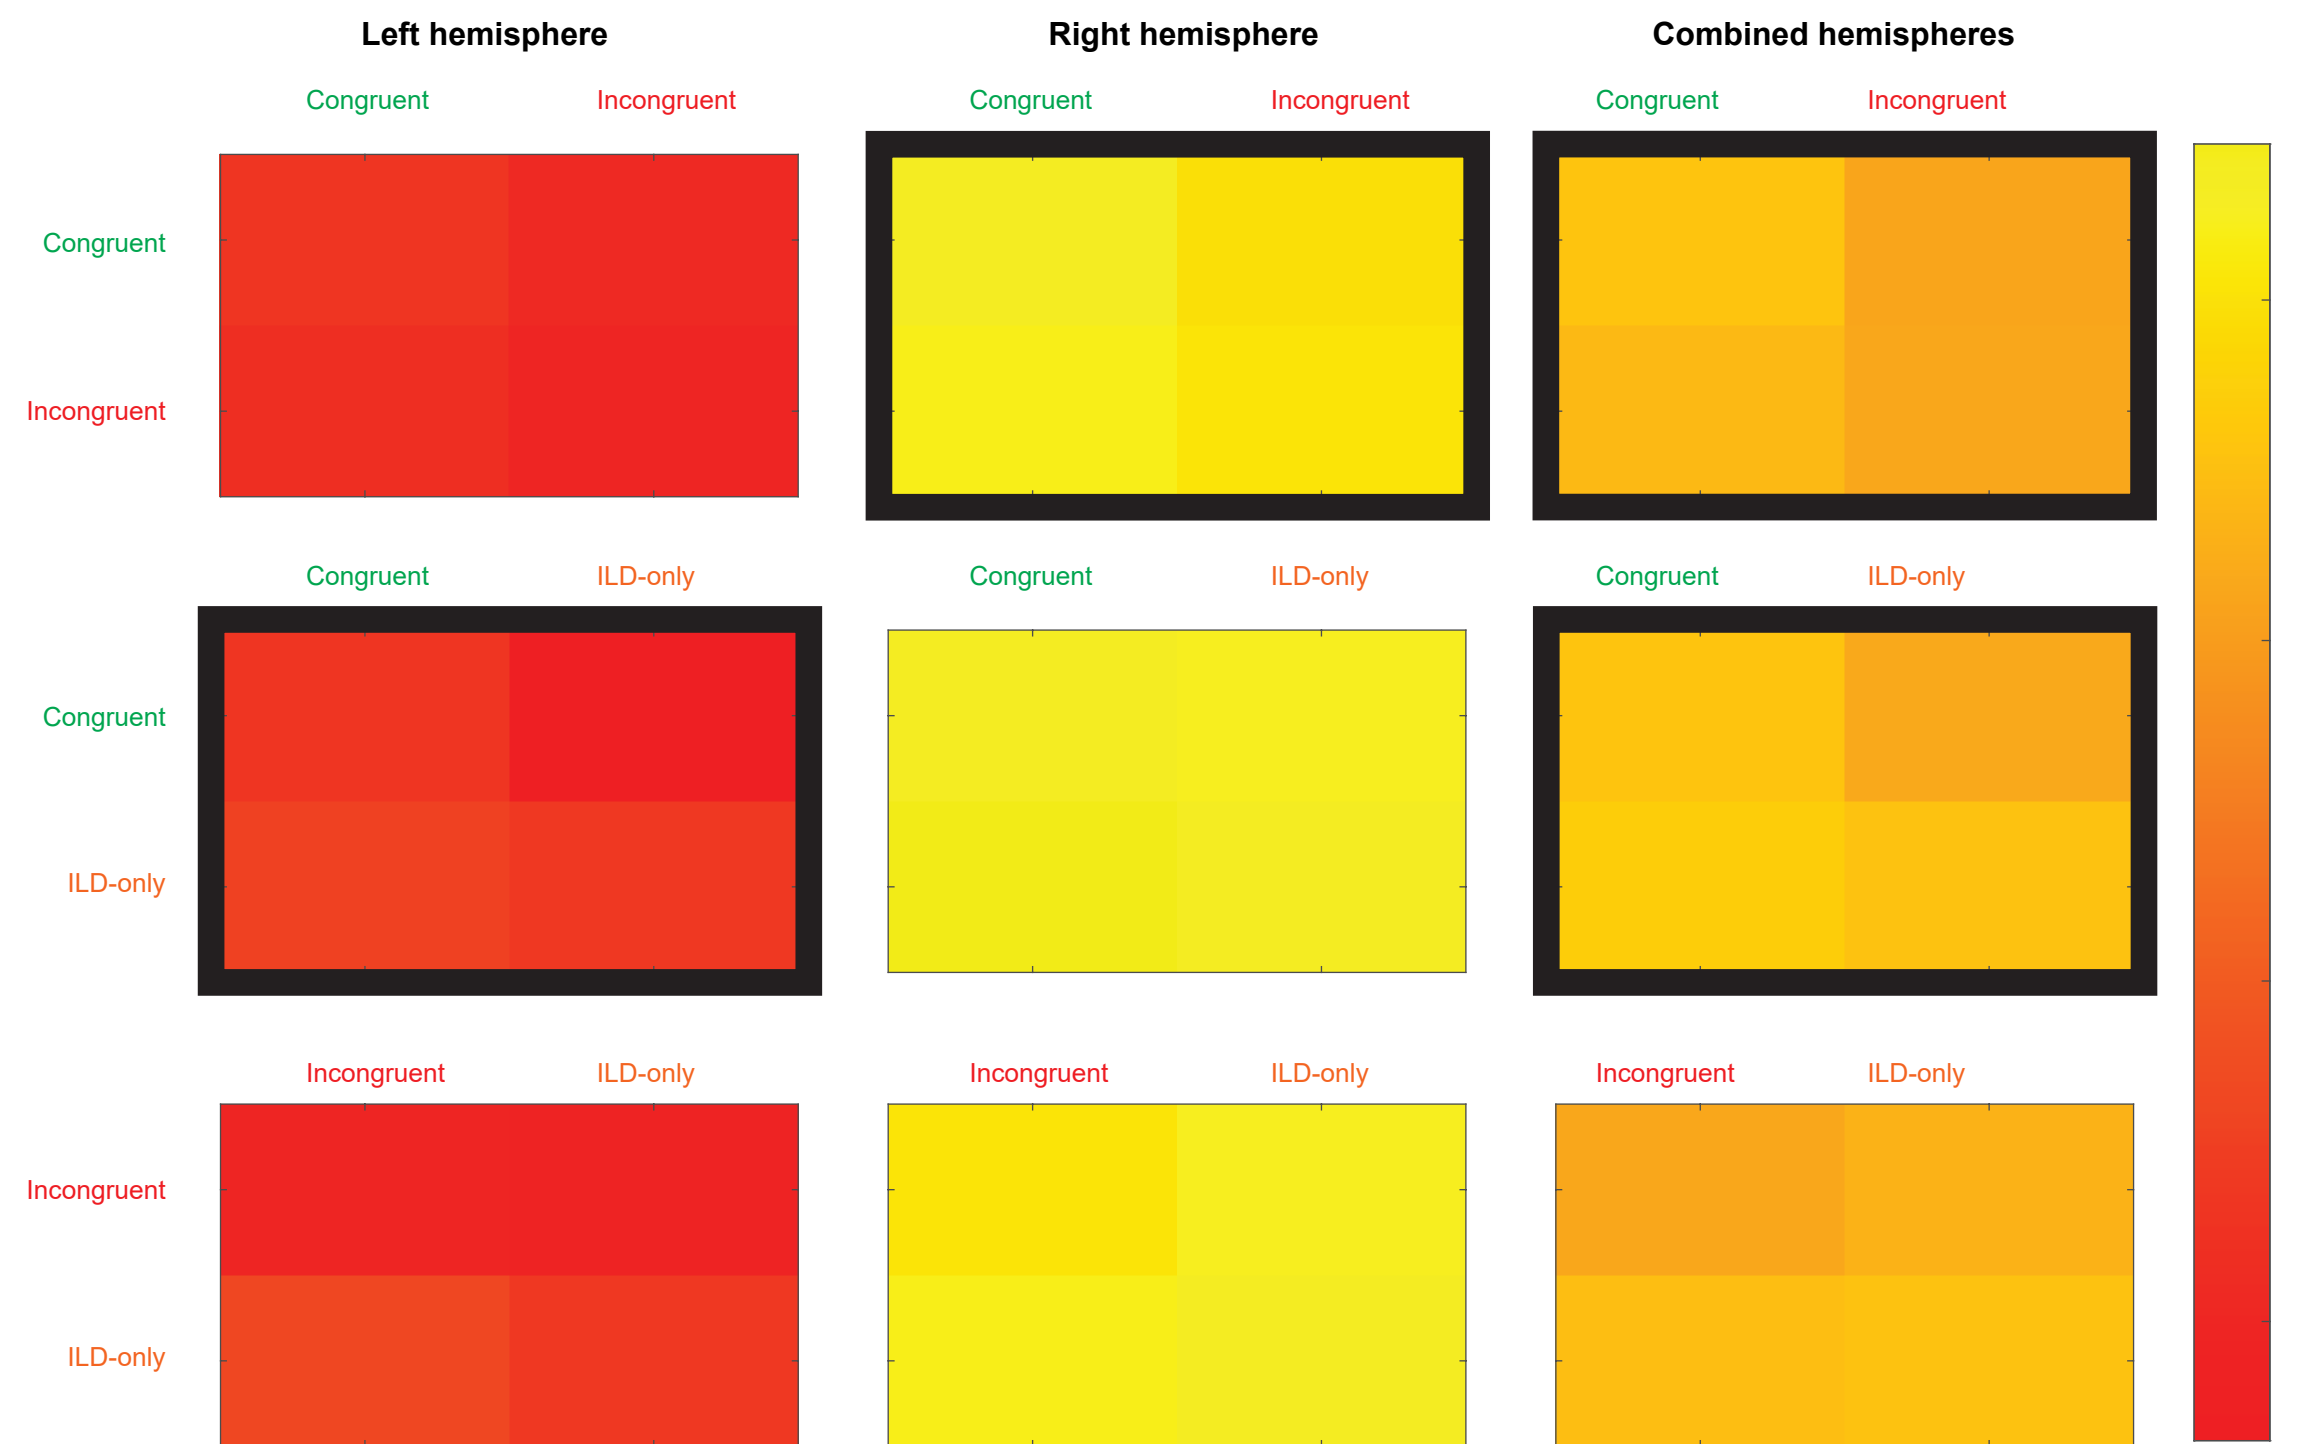 Left hemisphere Right hemisphere Combined hemispheres
Congruent Incongruent Congruent Incongruent Congruent Incongruent
Congruent
Incongruent
Congruent ILD-only Congruent ILD-only Congruent ILD-only
Congruent
ILD-only
Incongruent ILD-only Incongruent ILD-only Incongruent ILD-only
Incongruent
ILD-only